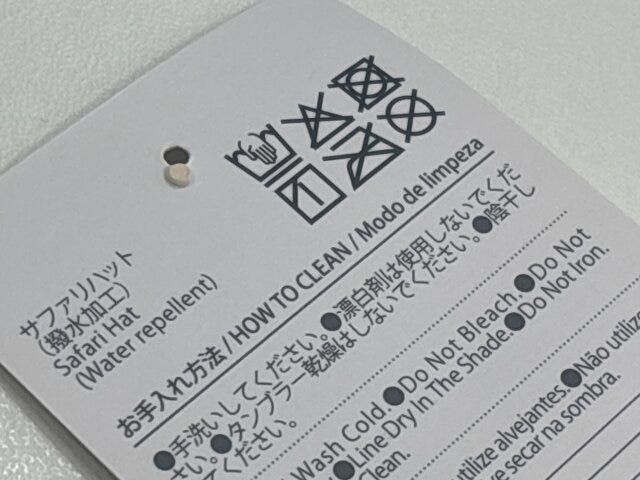 サファリハット
(撥水加工)
Safari Hat
(Water repellent)
お手入れ方法 / HOW TO CLEAN / Modo de limpeza
●手洗いしてください。●漂白剤は使用しないでくだ
さい。●タンブラー乾燥はしないでください。●陰干し
てください。
Wash Cold. ●Do Not Bleach. ●Do Not
●Line Dry In The Shade. ●Do Not Iron.
Clean.
utilize alvejantes. ●Não utilize
e secar na sombra.